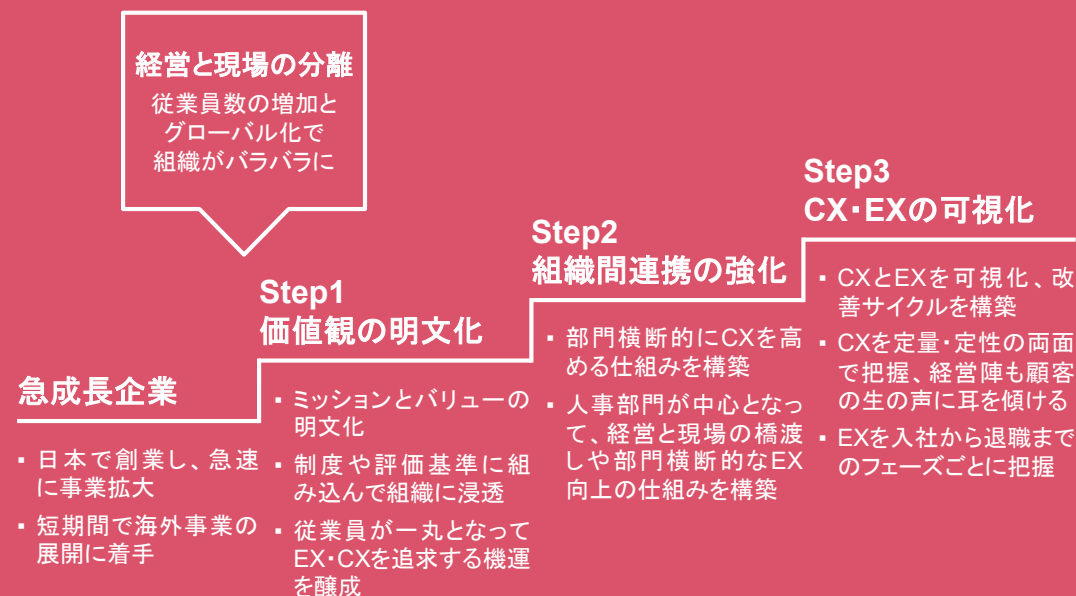 経営と現場の分離
従業員数の増加と
グローバル化で
組織がバラバラに
急成長企業
▪ 日本で創業し、急速
に事業拡大
▪ 短期間で海外事業の
展開に着手
Step1
価値観の明文化
▪ ミッションとバリューの
明文化
▪ 制度や評価基準に組
み込んで組織に浸透
▪ 従業員が一丸となって
EX・CXを追求する機運
を醸成
Step2
組織間連携の強化
▪ 部門横断的にCXを高
める仕組みを構築
▪ 人事部門が中心となっ
て、経営と現場の橋渡
しや部門横断的なEX
向上の仕組みを構築
Step3
CX・EXの可視化
▪ CXとEXを可視化、改
善サイクルを構築
▪ CXを定量・定性の両面
で把握、経営陣も顧客
の生の声に耳を傾ける
▪ EXを入社から退職まで
のフェーズごとに把握